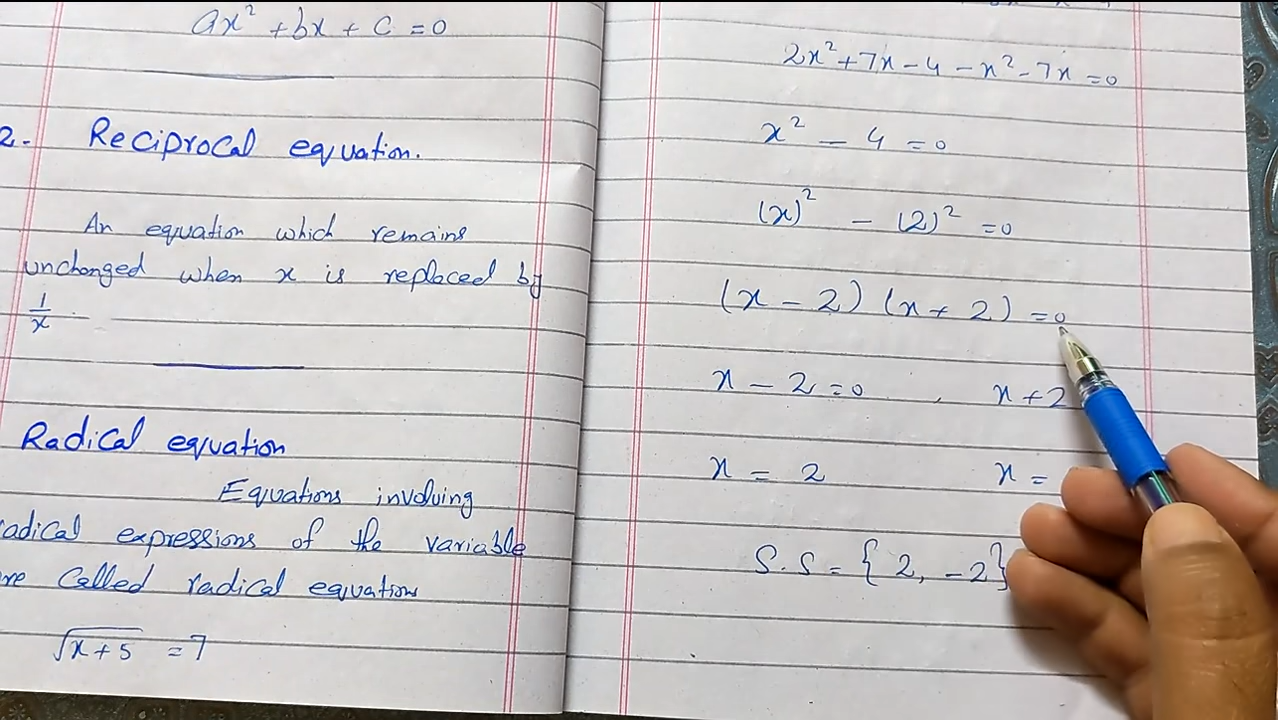 ax² + bx + c = 0
2. Reciprocal equation.
An equation which remains
unchanged when x is replaced by
1/x
Radical equation
Equations involving
radical expressions of the variable
are called radical equations
√(x+5) = 7
2x² + 7x - 4 - x² - 7x = 0
x² - 4 = 0
(x)² - (2)² = 0
(x - 2) (x + 2) = 0
x - 2 = 0 , x + 2
x = 2 x =
S.S = {2, -2}